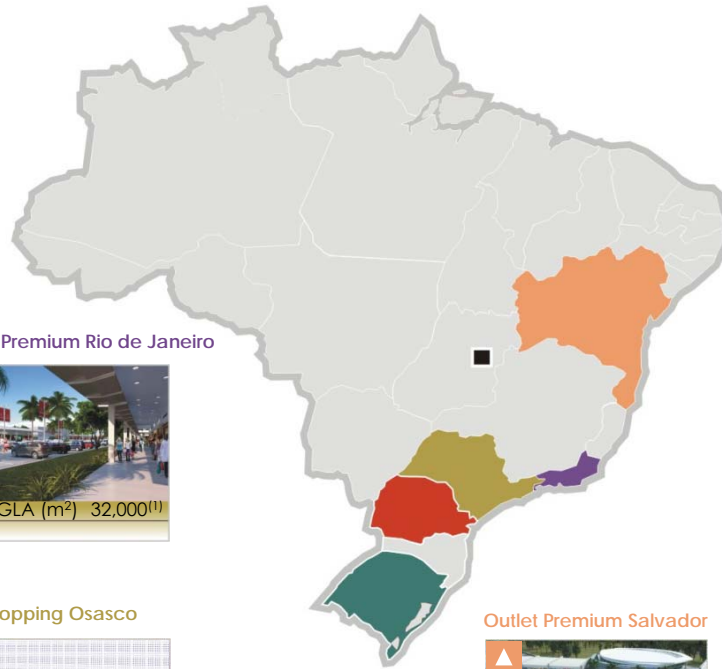 Premium Rio de Janeiro
GLA (m²) 32,000⁽¹⁾
opping Osasco
Outlet Premium Salvador